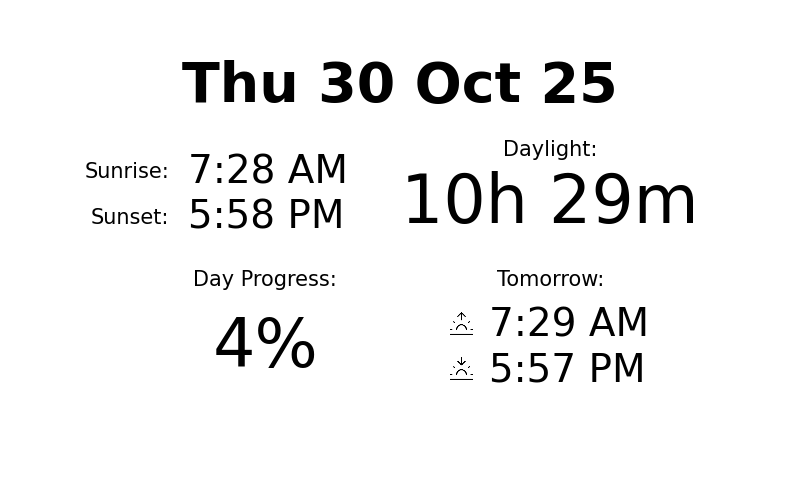 Thu 30 Oct 25
Sunrise: 7:28 AM
Sunset: 5:58 PM
Daylight:
10h 29m
Day Progress:
4%
Tomorrow:
7:29 AM
5:57 PM